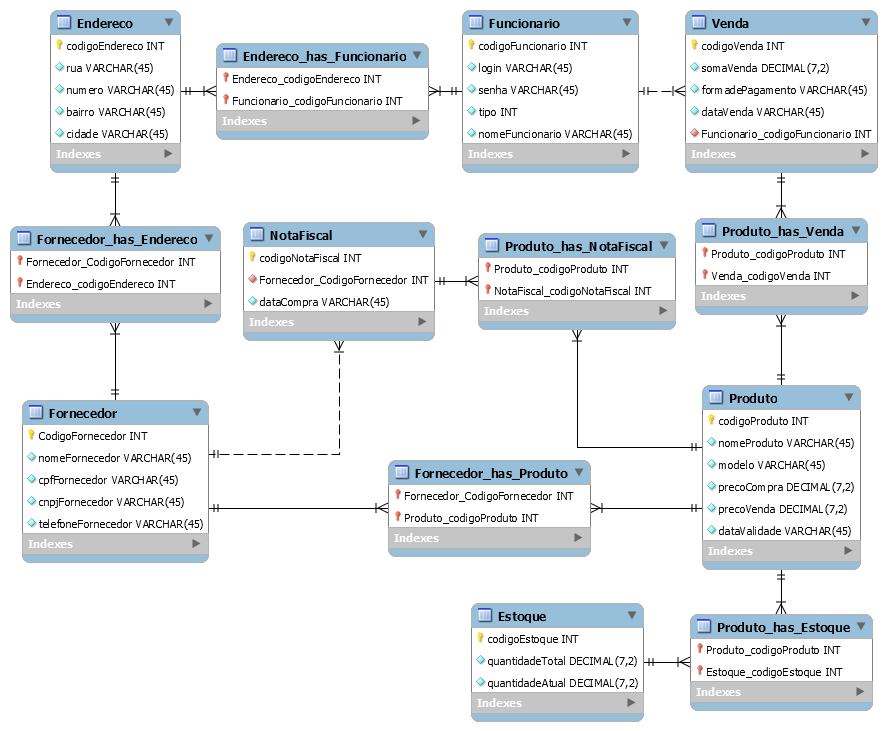 Endereco
codigoEndereco INT
rua VARCHAR(45)
numero VARCHAR(45)
bairro VARCHAR(45)
cidade VARCHAR(45)
Indexes
Endereco_has_Funcionario
Endereco_codigoEndereco INT
Funcionario_codigoFuncionario INT
Indexes
Funcionario
codigoFuncionario INT
login VARCHAR(45)
senha VARCHAR(45)
tipo INT
nomeFuncionario VARCHAR(45)
Indexes
Venda
codigoVenda INT
somaVenda DECIMAL(7,2)
formadePagamento VARCHAR(45)
dataVenda VARCHAR(45)
Funcionario_codigoFuncionario INT
Indexes
Fornecedor_has_Endereco
Fornecedor_CodigoFornecedor INT
Endereco_codigoEndereco INT
Indexes
NotaFiscal
codigoNotaFiscal INT
Fornecedor_CodigoFornecedor INT
dataCompra VARCHAR(45)
Indexes
Produto_has_NotaFiscal
Produto_codigoProduto INT
NotaFiscal_codigoNotaFiscal INT
Indexes
Produto_has_Venda
Produto_codigoProduto INT
Venda_codigoVenda INT
Indexes
Fornecedor
CodigoFornecedor INT
nomeFornecedor VARCHAR(45)
cpfFornecedor VARCHAR(45)
cnpjFornecedor VARCHAR(45)
telefoneFornecedor VARCHAR(45)
Indexes
Fornecedor_has_Produto
Fornecedor_CodigoFornecedor INT
Produto_codigoProduto INT
Indexes
Produto
codigoProduto INT
nomeProduto VARCHAR(45)
modelo VARCHAR(45)
precoCompra DECIMAL(7,2)
precoVenda DECIMAL(7,2)
dataValidade VARCHAR(45)
Indexes
Estoque
codigoEstoque INT
quantidadeTotal DECIMAL(7,2)
quantidadeAtual DECIMAL(7,2)
Indexes
Produto_has_Estoque
Produto_codigoProduto INT
Estoque_codigoEstoque INT
Indexes